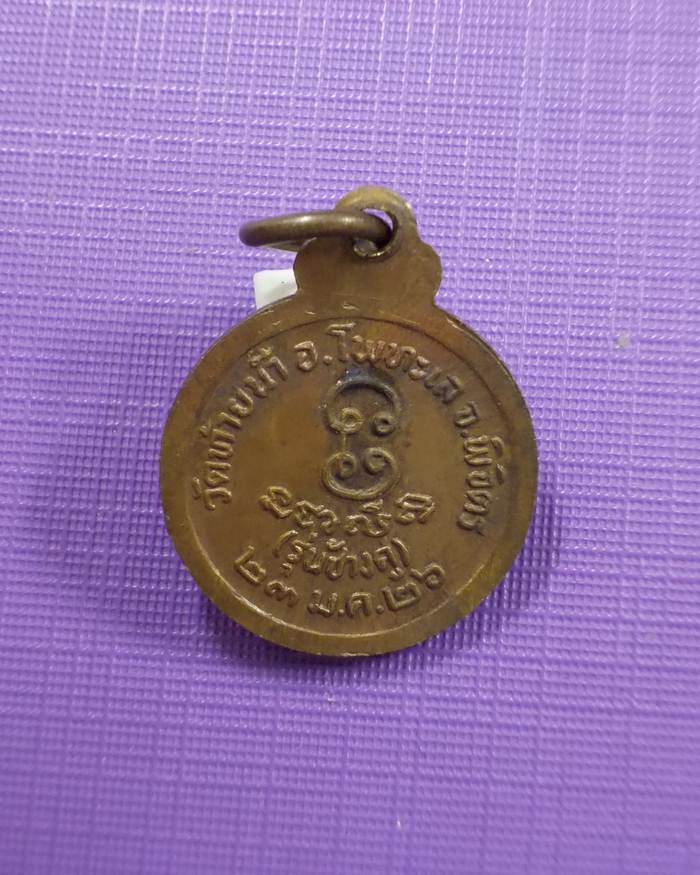 วัดท้ายน้ำ อ.โพทะเล จ.พิจิตร
(รุ่นช้างคู่)
๒๓ ม.ค.๒๖